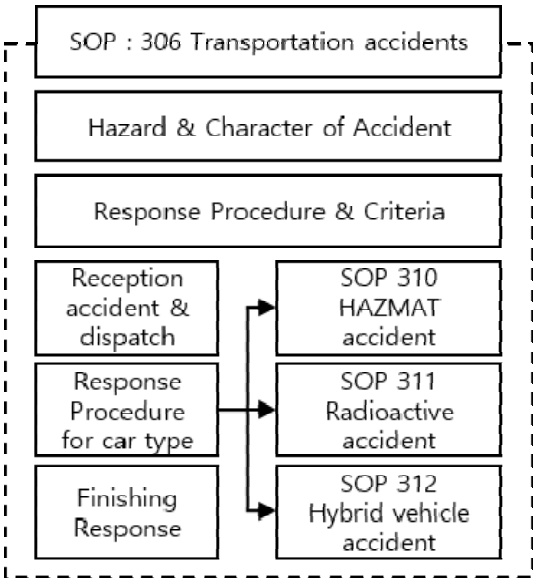 SOP : 306 Transportation accidents
Hazard & Character of Accident
Response Procedure & Criteria
Reception
accident &
dispatch
SOP 310
HAZMAT
accident
Response
Procedure
for car type
SOP 311
Radioactive
accident
Finishing
Response
SOP 312
Hybrid vehicle
accident